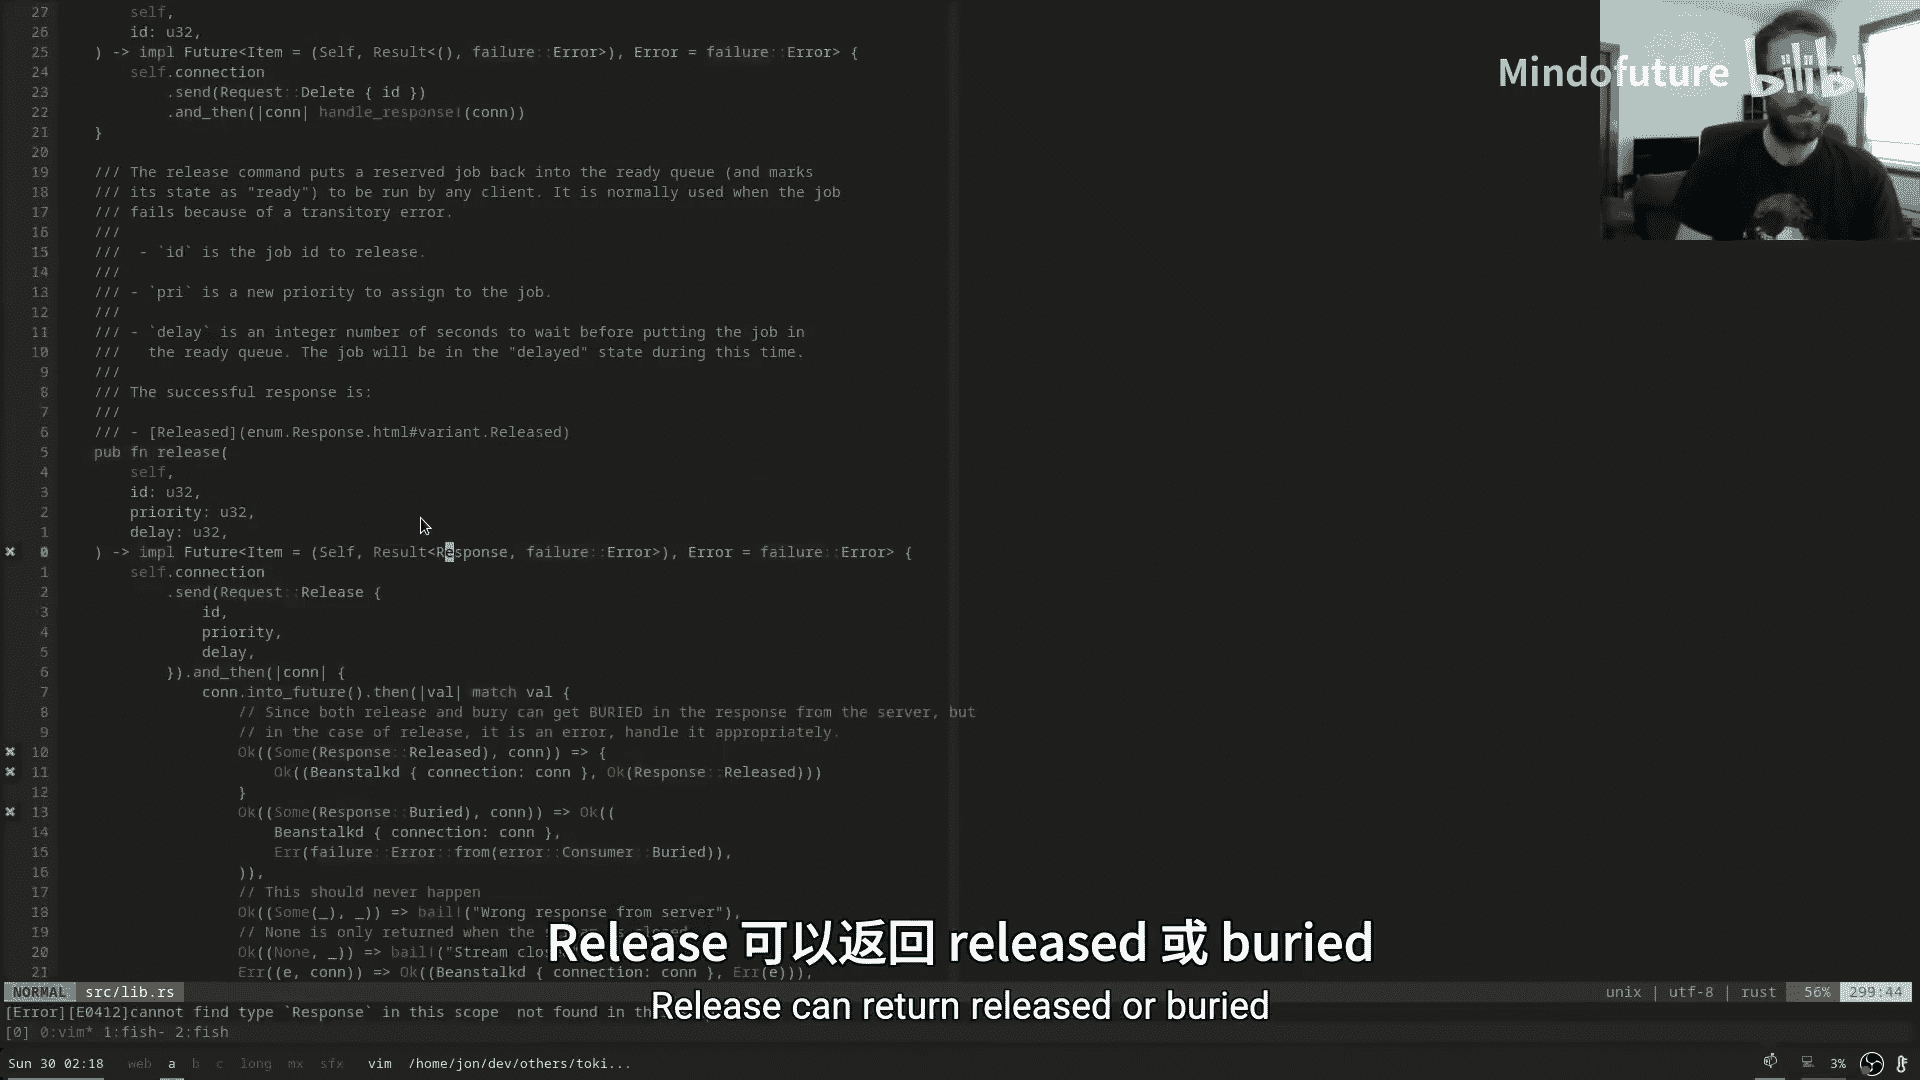 27 self,
26 id: u32,
25 ) -> impl Future<Item = (Self, Result<(), failure::Error>), Error = failure::Error> {
24 self.connection
23 .send(Request::Delete { id })
22 .and_then(|conn| handle_response!(conn))
21 }
20
19 /// The release command puts a reserved job back into the ready queue (and marks
18 /// its state as "ready") to be run by any client. It is normally used when the job
17 /// fails because of a transitory error.
16 ///
15 ///  - `id` is the job id to release.
14 ///
13 /// - `pri` is a new priority to assign to the job.
12 ///
11 /// - `delay` is an integer number of seconds to wait before putting the job in
10 ///   the ready queue. The job will be in the "delayed" state during this time.
9 ///
8 /// The successful response is:
7 ///
6 /// - [Released](enum.Response.html#variant.Released)
5 pub fn release(
4 self,
3 id: u32,
2 priority: u32,
1 delay: u32,
0 ) -> impl Future<Item = (Self, Result<Response, failure::Error>), Error = failure::Error> {
1 self.connection
2 .send(Request::Release {
3 id,
4 priority,
5 delay,
6 }).and_then(|conn| {
7 conn.into_future().then(|val| match val {
8 // Since both release and bury can get BURIED in the response from the server, but
9 // in the case of release, it is an error, handle it appropriately.
10 Ok((Some(Response::Released), conn)) => {
11 Ok((Beanstalkd { connection: conn }, Ok(Response::Released)))
12 }
13 Ok((Some(Response::Buried), conn)) => Ok((
14 Beanstalkd { connection: conn },
15 Err(failure::Error::from(error::Consumer::Buried)),
16 )),
17 // This should never happen
18 Ok((Some(_), _)) => bail!("Wrong response from server"),
19 // None is only returned when the
20 Ok((None, _)) => bail!("Stream clo
21 Err((e, conn)) => Ok((Beanstalkd { connection: conn }, Err(e))),
NORMAL src/lib.rs unix | utf-8 | rust 56% 299:44
[Error][E0412]cannot find type `Response` in this scope  not found in th
[0] 0:vim* 1:fish- 2:fish
Sun 30 02:18 web a b c long mx sfx vim /home/jon/dev/others/toki... 3%
Mindofuture bilibi
Release 可以返回 released 或 buried
Release can return released or buried